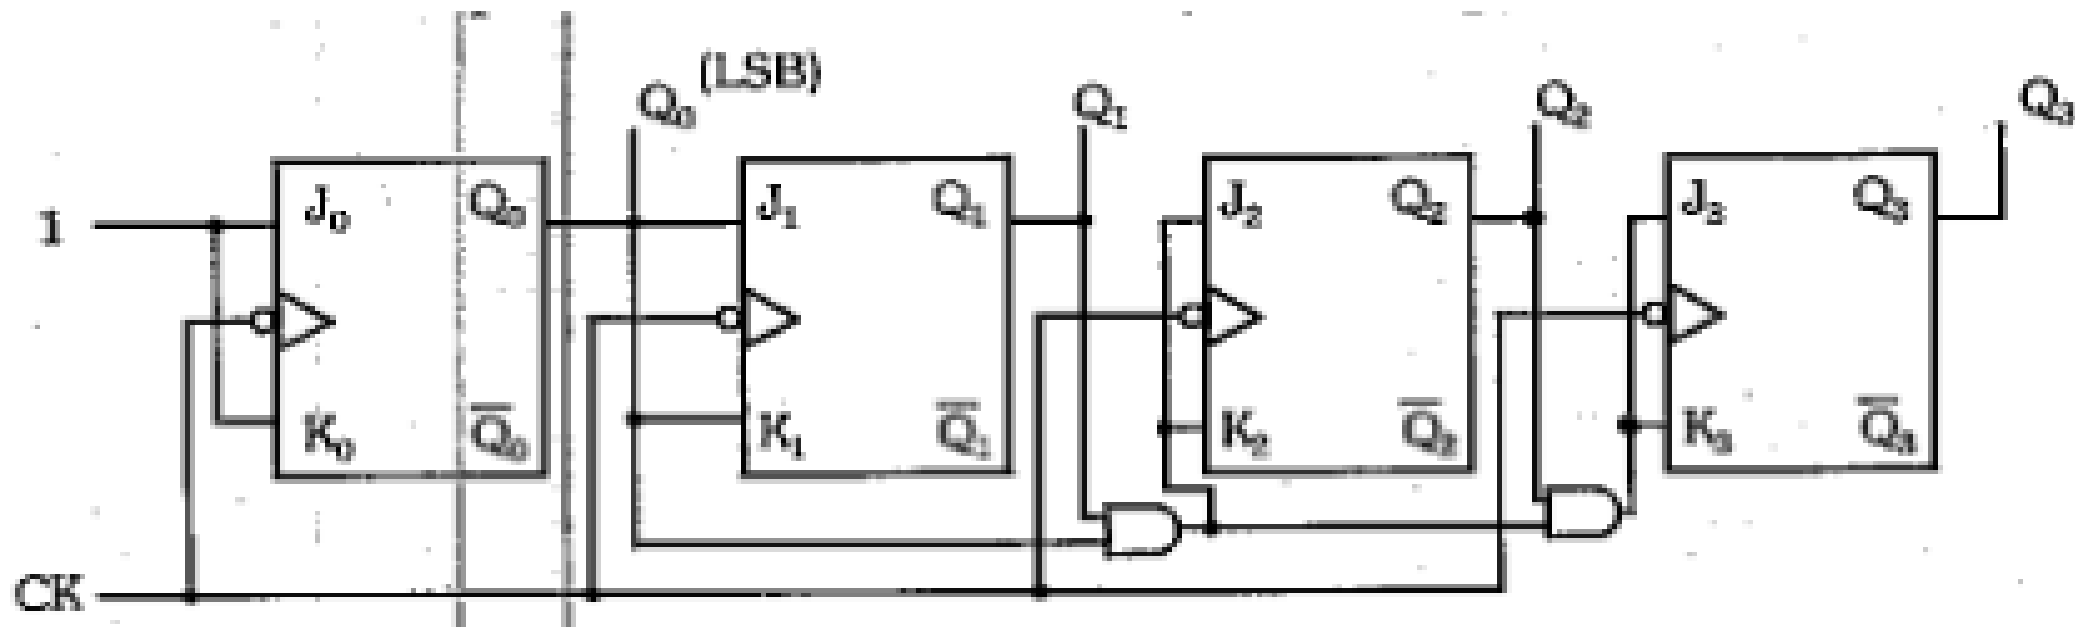 Q₀ (LSB)
Q₁
Q₂
Q₃
1
J₀
Q₀
J₁
Q₁
J₂
Q₂
J₃
Q₃
K₀
Q̅₀
K₁
Q̅₁
K₂
Q̅₂
K₃
Q̅₃
CK